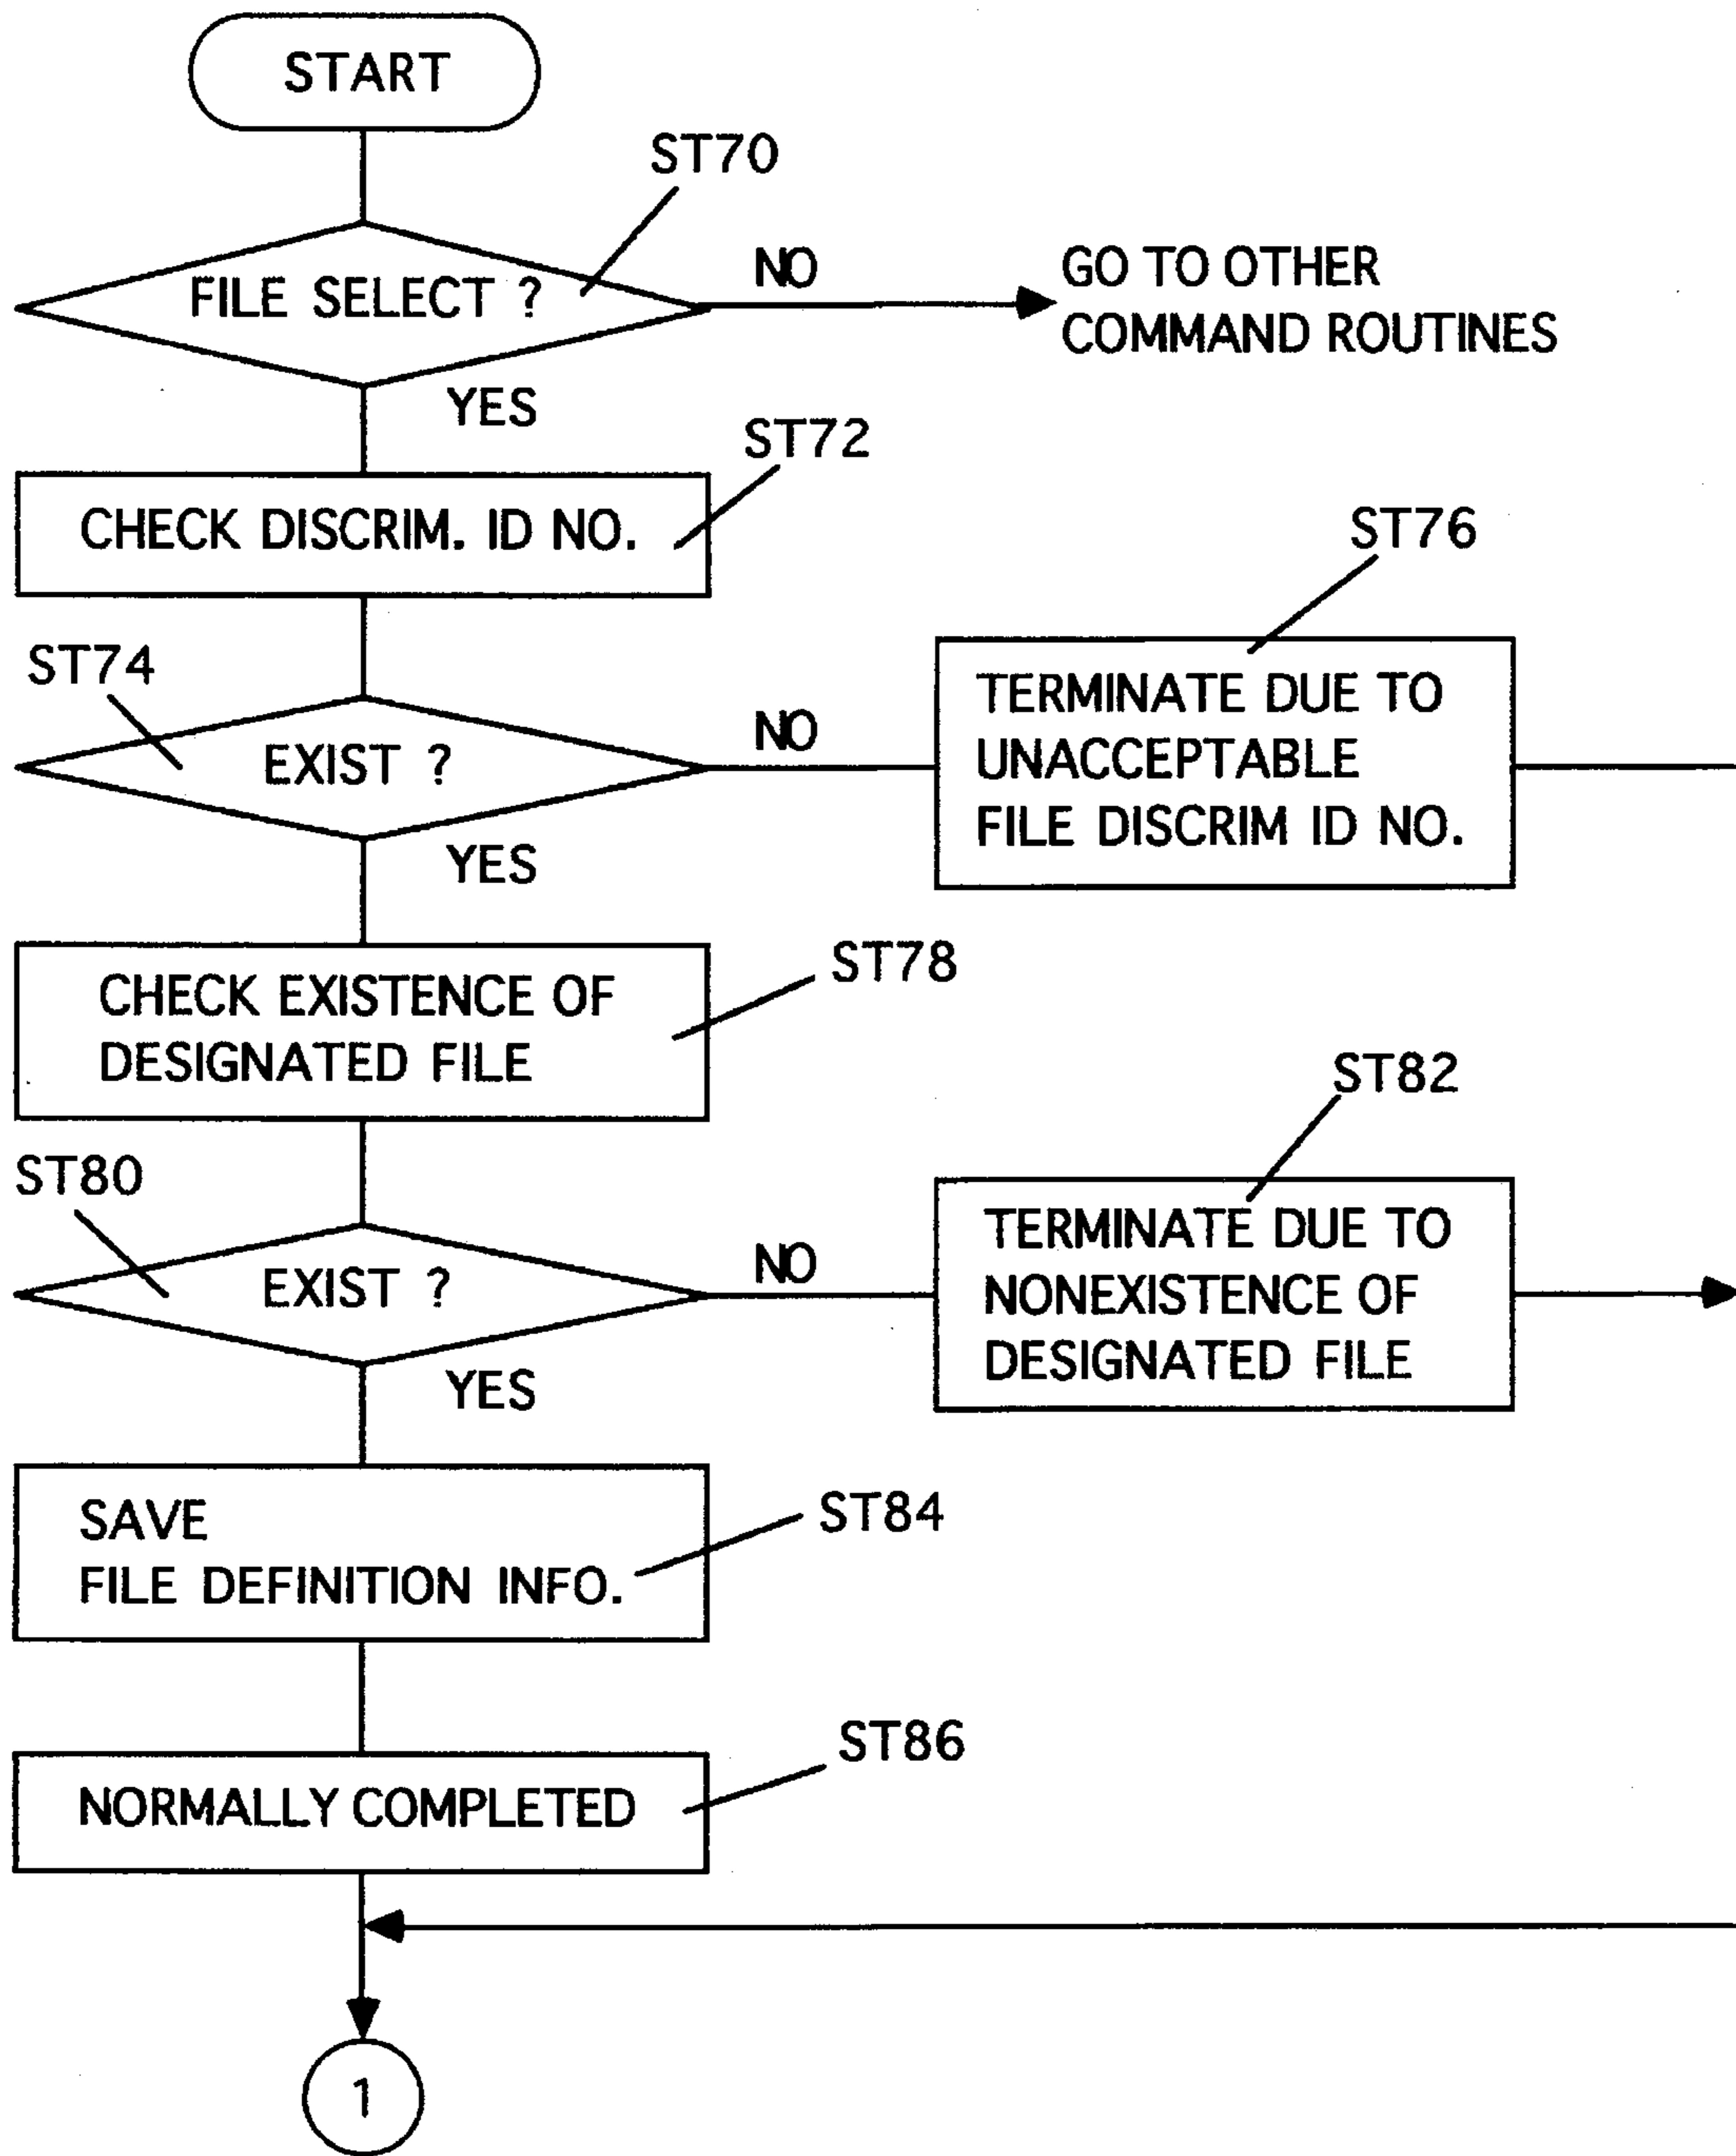 START
ST70
FILE SELECT ?
NO
GO TO OTHER
COMMAND ROUTINES
YES
ST72
CHECK DISCRIM. ID NO.
ST74
EXIST ?
NO
ST76
TERMINATE DUE TO
UNACCEPTABLE
FILE DISCRIM ID NO.
YES
ST78
CHECK EXISTENCE OF
DESIGNATED FILE
ST80
EXIST ?
NO
ST82
TERMINATE DUE TO
NONEXISTENCE OF
DESIGNATED FILE
YES
ST84
SAVE
FILE DEFINITION INFO.
ST86
NORMALLY COMPLETED
1